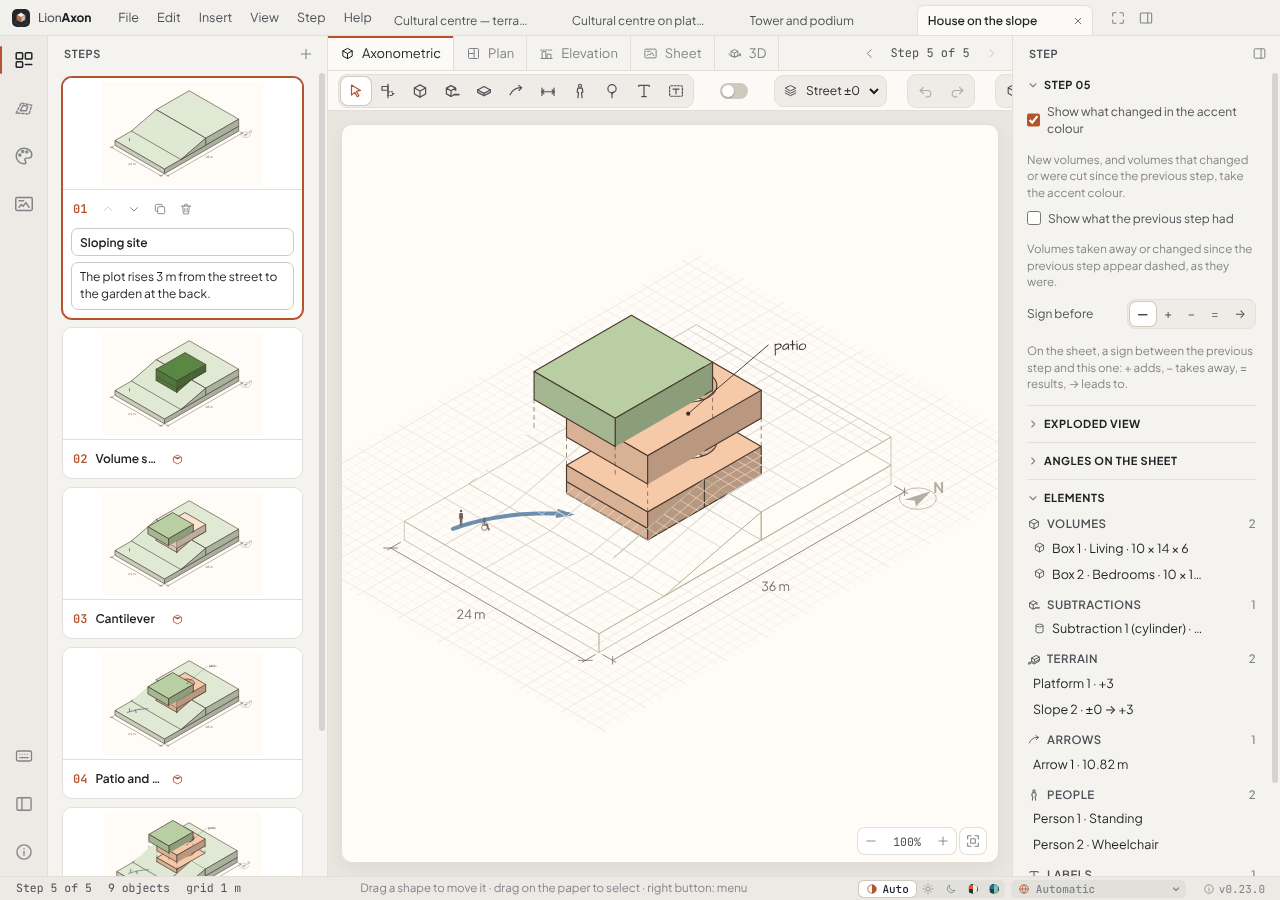 LionAxon File Edit Insert View Step Help
Cultural centre — terra… Cultural centre on plat… Tower and podium House on the slope
STEPS
01
Sloping site
The plot rises 3 m from the street to
the garden at the back.
02 Volume s…
03 Cantilever
04 Patio and …
Axonometric Plan Elevation Sheet 3D
Step 5 of 5
Street ±0
patio
N
24 m
36 m
100%
STEP
STEP 05
Show what changed in the accent
colour
New volumes, and volumes that changed
or were cut since the previous step, take
the accent colour.
Show what the previous step had
Volumes taken away or changed since the
previous step appear dashed, as they
were.
Sign before — + − = →
On the sheet, a sign between the previous
step and this one: + adds, − takes away, =
results, → leads to.
EXPLODED VIEW
ANGLES ON THE SHEET
ELEMENTS
VOLUMES 2
Box 1 · Living · 10 × 14 × 6
Box 2 · Bedrooms · 10 × 1…
SUBTRACTIONS 1
Subtraction 1 (cylinder) · …
TERRAIN 2
Platform 1 · +3
Slope 2 · ±0 → +3
ARROWS 1
Arrow 1 · 10.82 m
PEOPLE 2
Person 1 · Standing
Person 2 · Wheelchair
LABELS 1
Step 5 of 5 9 objects grid 1 m
Drag a shape to move it · drag on the paper to select · right button: menu
Auto
Automatic
v0.23.0